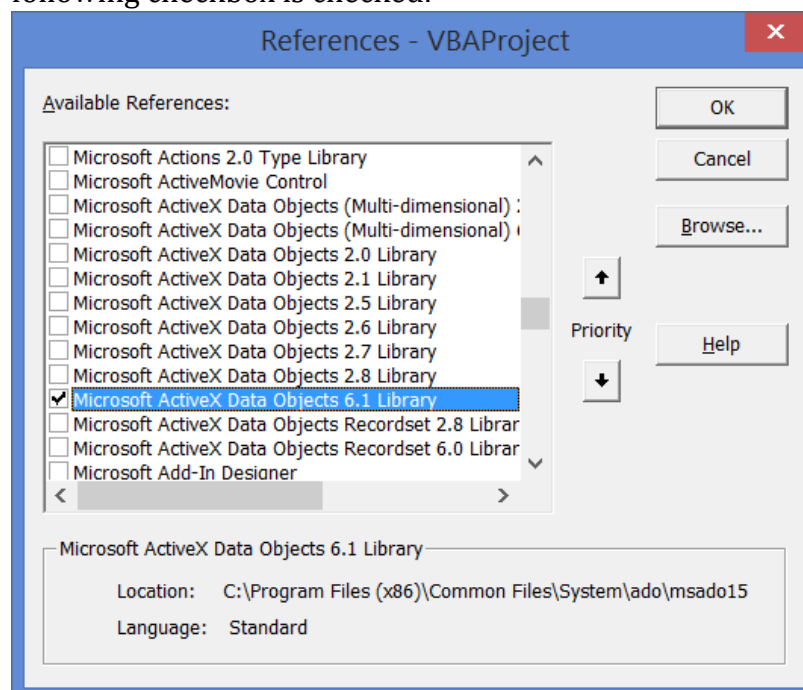 following checkbox is checked:
References - VBAProject
Available References:
OK
Microsoft Actions 2.0 Type Library
Cancel
Microsoft ActiveMovie Control
Microsoft ActiveX Data Objects (Multi-dimensional)
Microsoft ActiveX Data Objects (Multi-dimensional)
Browse...
Microsoft ActiveX Data Objects 2.0 Library
Microsoft ActiveX Data Objects 2.1 Library
Microsoft ActiveX Data Objects 2.5 Library
Microsoft ActiveX Data Objects 2.6 Library
Priority
Microsoft ActiveX Data Objects 2.7 Library
Help
Microsoft ActiveX Data Objects 2.8 Library
Microsoft ActiveX Data Objects 6.1 Library
Microsoft ActiveX Data Objects Recordset 2.8 Librar
Microsoft ActiveX Data Objects Recordset 6.0 Librar
Microsoft Add-In Designer
Microsoft ActiveX Data Objects 6.1 Library
Location: C:\Program Files (x86)\Common Files\System\ado\msado15
Language: Standard